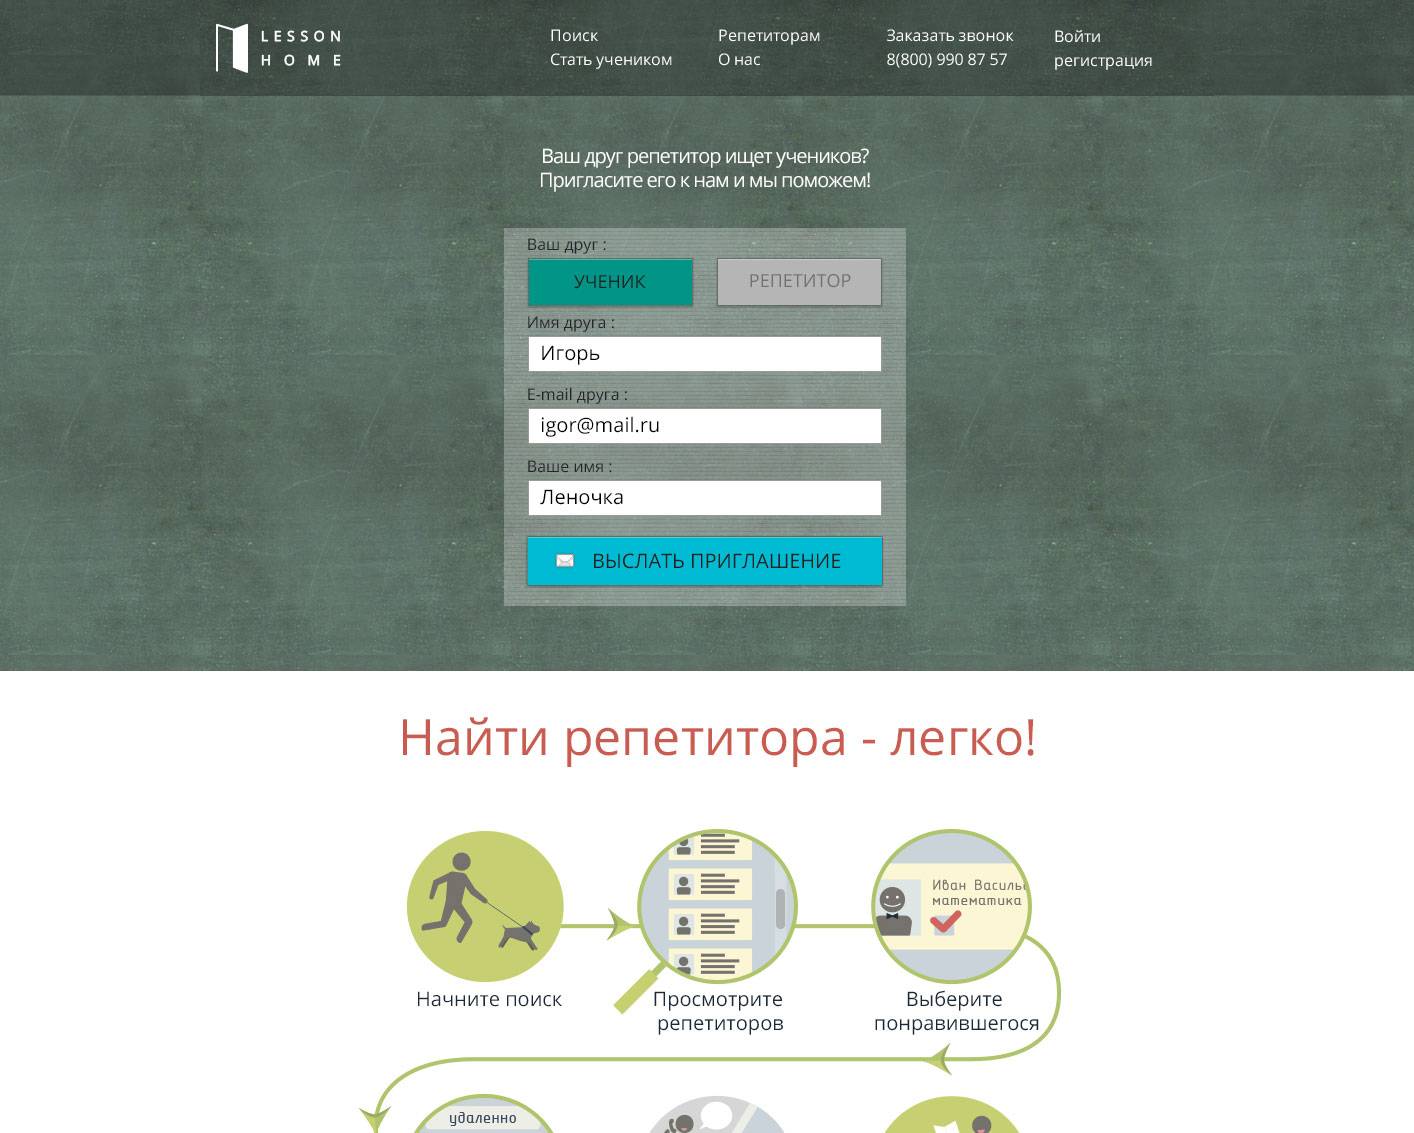 LESSON
HOME
Поиск
Стать учеником
Репетиторам
О нас
Заказать звонок
8(800) 990 87 57
Войти
регистрация
Ваш друг репетитор ищет учеников?
Пригласите его к нам и мы поможем!
Ваш друг :
УЧЕНИК
РЕПЕТИТОР
Имя друга :
Игорь
E-mail друга :
igor@mail.ru
Ваше имя :
Леночка
ВЫСЛАТЬ ПРИГЛАШЕНИЕ
Найти репетитора - легко!
Иван Василь
математика
Начните поиск
Просмотрите
репетиторов
Выберите
понравившегося
удаленно